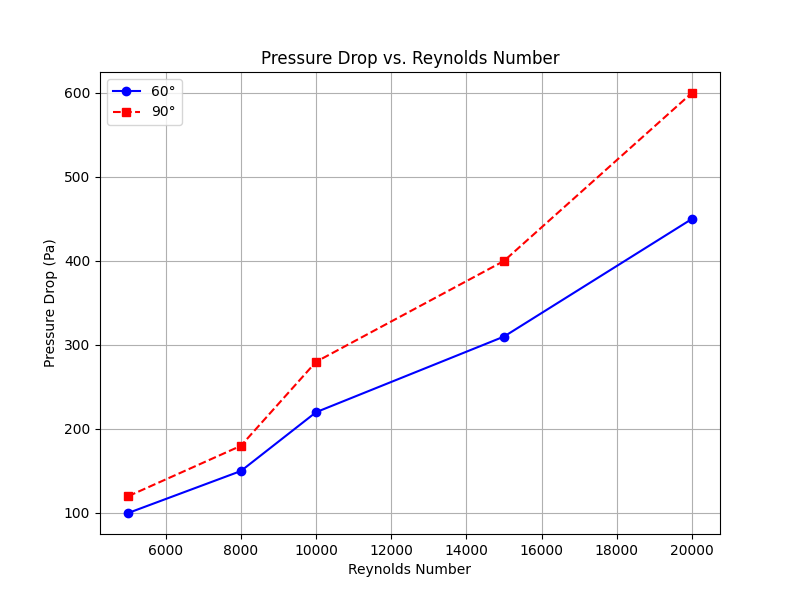 Pressure Drop vs. Reynolds Number
60°
90°
600
500
400
300
200
100
Pressure Drop (Pa)
6000 8000 10000 12000 14000 16000 18000 20000
Reynolds Number